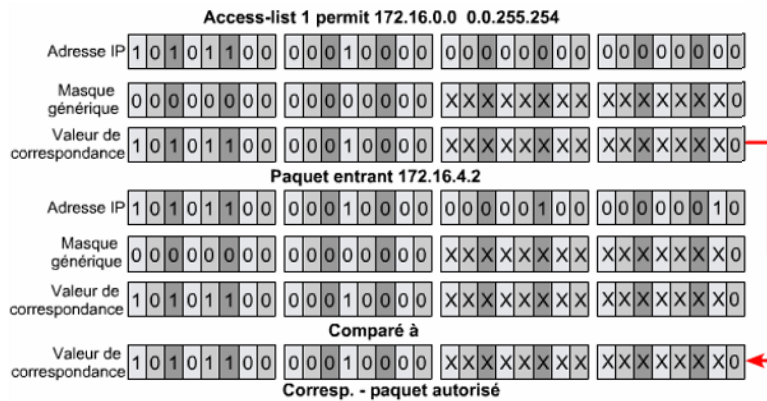 Access-list 1 permit 172.16.0.0 0.0.255.254
Adresse IP 1 0 1 0 1 1 0 0 0 0 0 1 0 0 0 0 0 0 0 0 0 0 0 0 0 0 0 0 0 0 0 0
Masque générique 0 0 0 0 0 0 0 0 0 0 0 0 0 0 0 0 X X X X X X X X X X X X X X X 0
Valeur de correspondance 1 0 1 0 1 1 0 0 0 0 0 1 0 0 0 0 X X X X X X X X X X X X X X X 0
Paquet entrant 172.16.4.2
Adresse IP 1 0 1 0 1 1 0 0 0 0 0 1 0 0 0 0 0 0 0 0 0 1 0 0 0 0 0 0 0 0 1 0
Masque générique 0 0 0 0 0 0 0 0 0 0 0 0 0 0 0 0 X X X X X X X X X X X X X X X 0
Valeur de correspondance 1 0 1 0 1 1 0 0 0 0 0 1 0 0 0 0 X X X X X X X X X X X X X X X 0
Comparé à
Valeur de correspondance 1 0 1 0 1 1 0 0 0 0 0 1 0 0 0 0 X X X X X X X X X X X X X X X 0
Corresp. - paquet autorisé